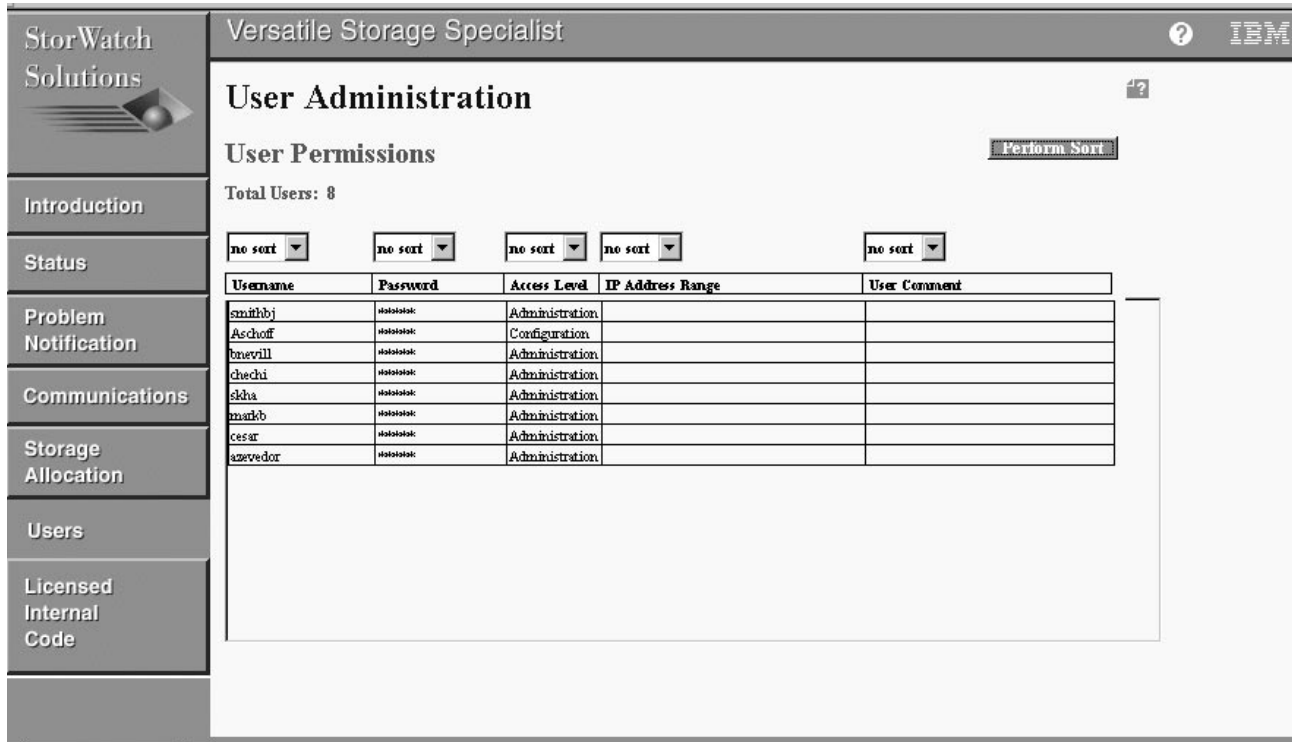 StorWatch
Solutions
Versatile Storage Specialist
?
IBM
User Administration
?
User Permissions
Perform Sort
Total Users: 8
Introduction
Status
Problem
Notification
Communications
Storage
Allocation
Users
Licensed
Internal
Code
no sort no sort no sort no sort no sort
Username Password Access Level IP Address Range User Comment
smithbj ******* Administration
Aschoff ******* Configuration
bnevill ******* Administration
chechi ******* Administration
skha ******* Administration
markb ******* Administration
cesar ******* Administration
azevedor ******* Administration